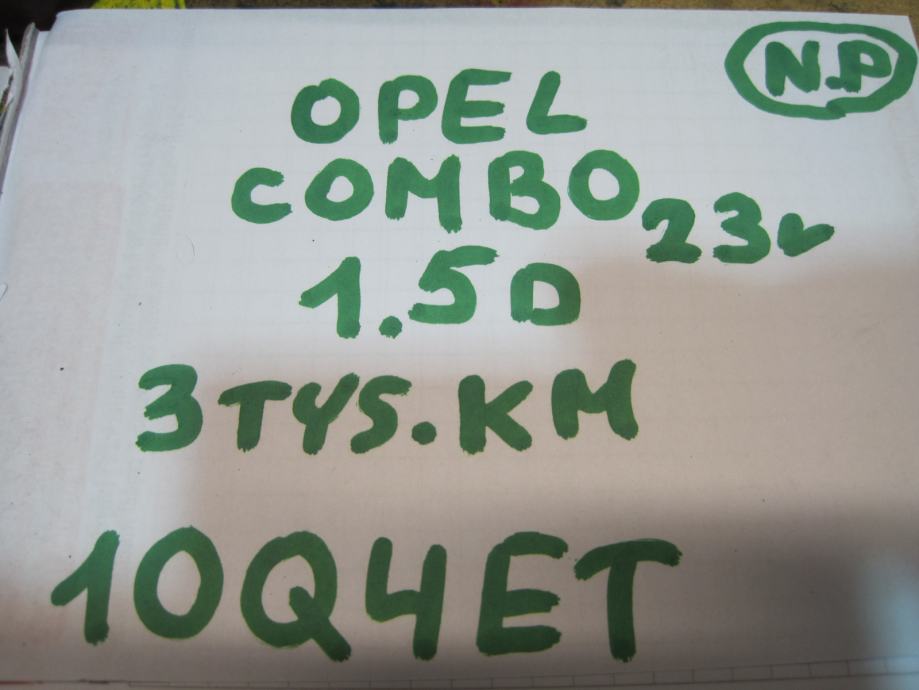 N.P
OPEL
COMBO 23r
1.5D
3TYS.KM
10Q4ET